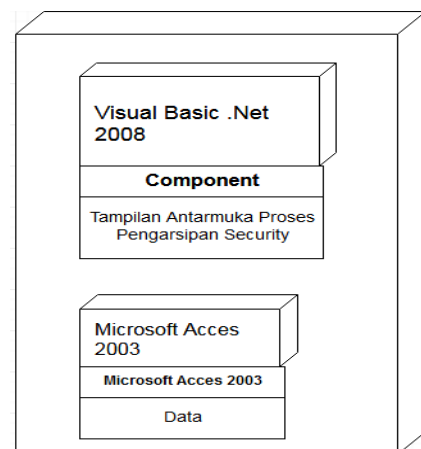 Visual Basic .Net
2008
Component
Tampilan Antarmuka Proses
Pengarsipan Security
Microsoft Acces
2003
Microsoft Acces 2003
Data